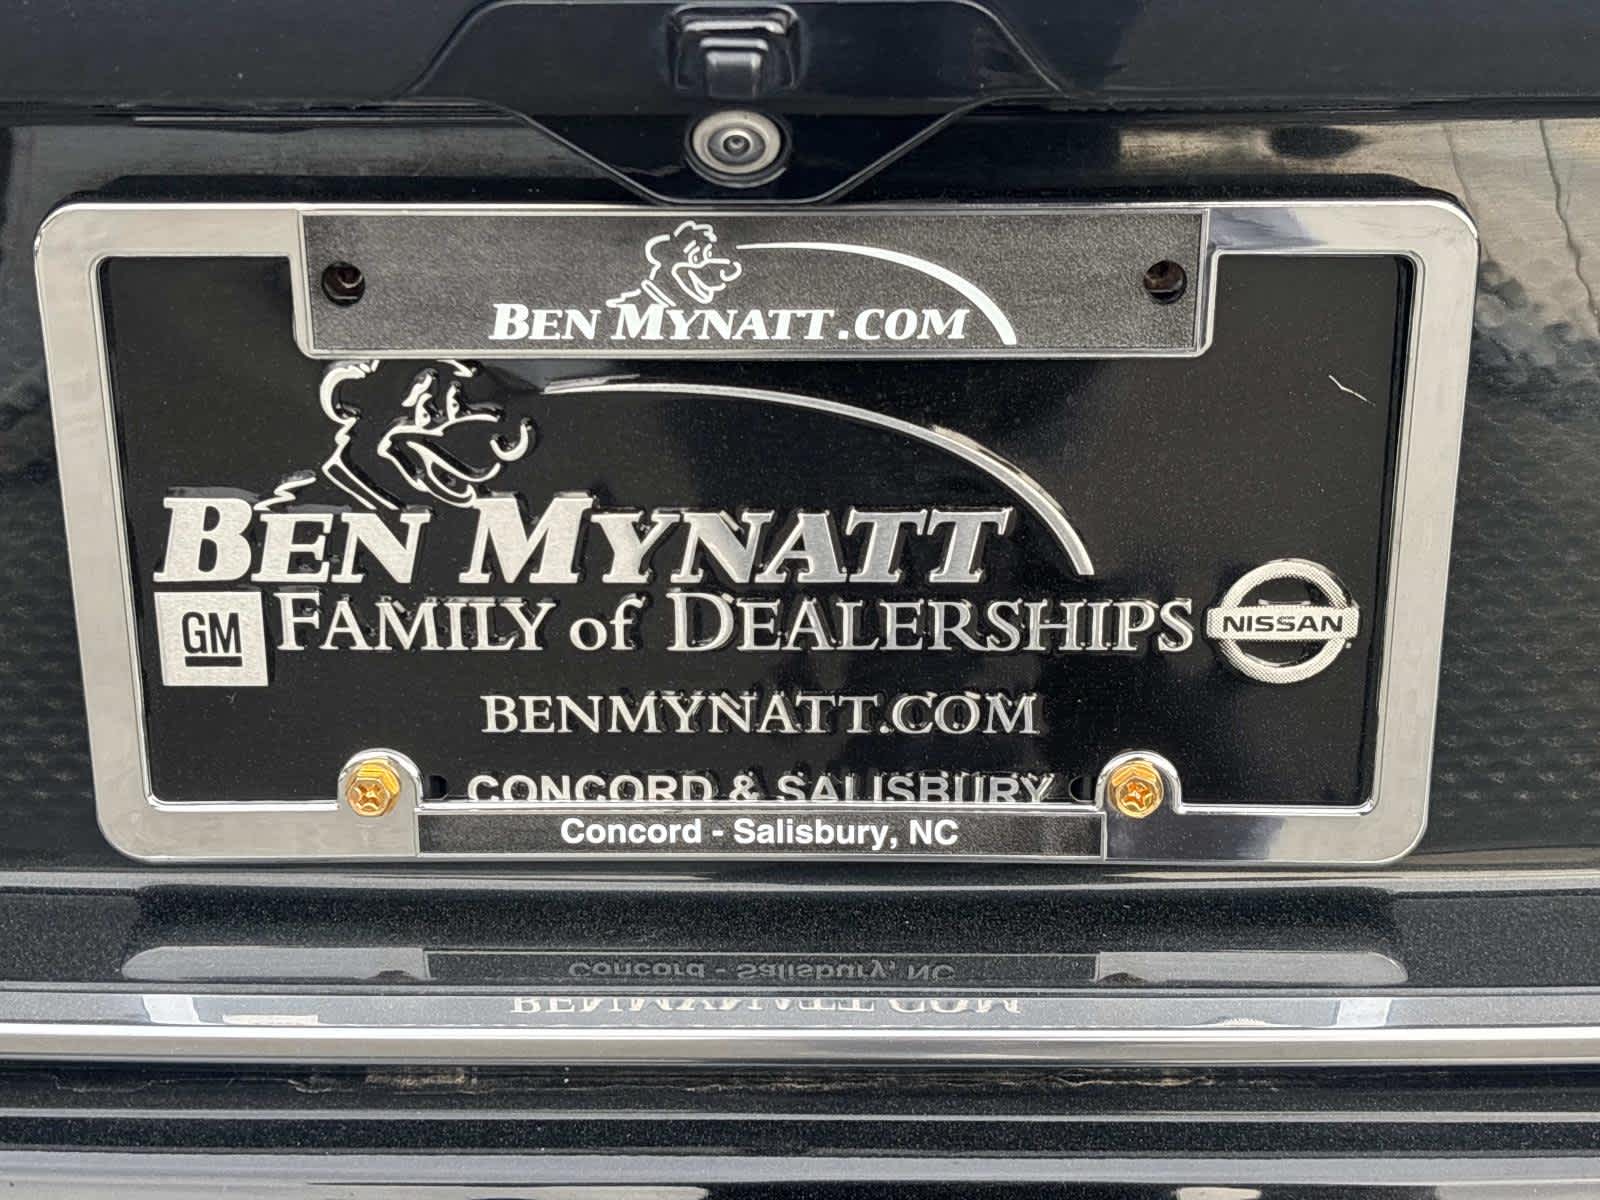 BEN MYNATT.COM
BEN MYNATT
GM FAMILY of DEALERSHIPS NISSAN
BENMYNATT.COM
CONCORD & SALISBURY
Concord - Salisbury, NC